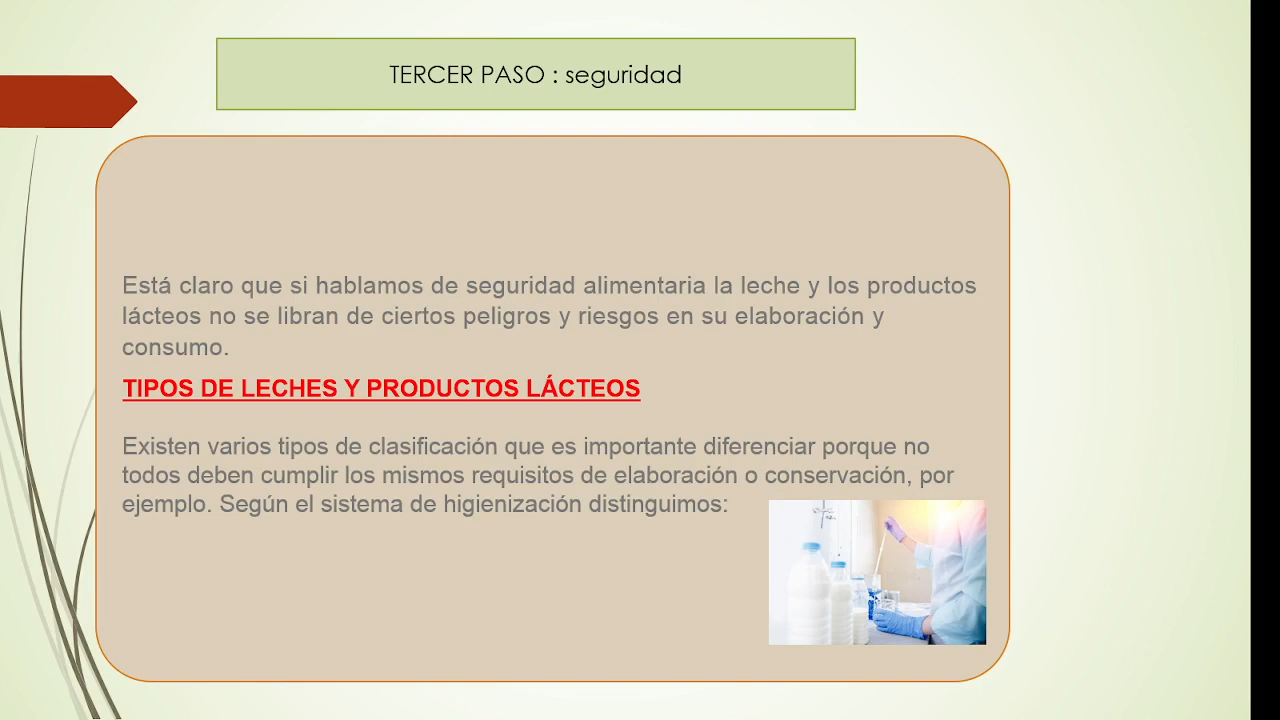 TERCER PASO : seguridad
Está claro que si hablamos de seguridad alimentaria la leche y los productos
lácteos no se libran de ciertos peligros y riesgos en su elaboración y
consumo.
TIPOS DE LECHES Y PRODUCTOS LÁCTEOS
Existen varios tipos de clasificación que es importante diferenciar porque no
todos deben cumplir los mismos requisitos de elaboración o conservación, por
ejemplo. Según el sistema de higienización distinguimos: